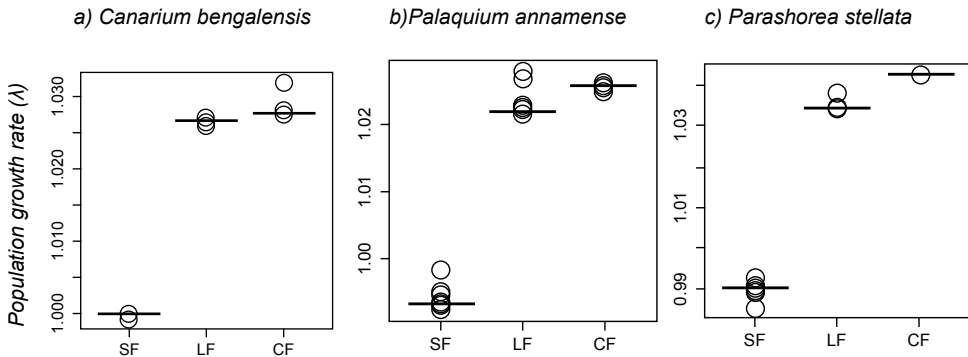 a) Canarium bengalensis
b)Palaquium annamense
c) Parashorea stellata
Population growth rate (λ)
1.030
1.020
1.010
1.000
SF LF CF
1.02
1.01
1.00
SF LF CF
1.03
1.01
0.99
SF LF CF